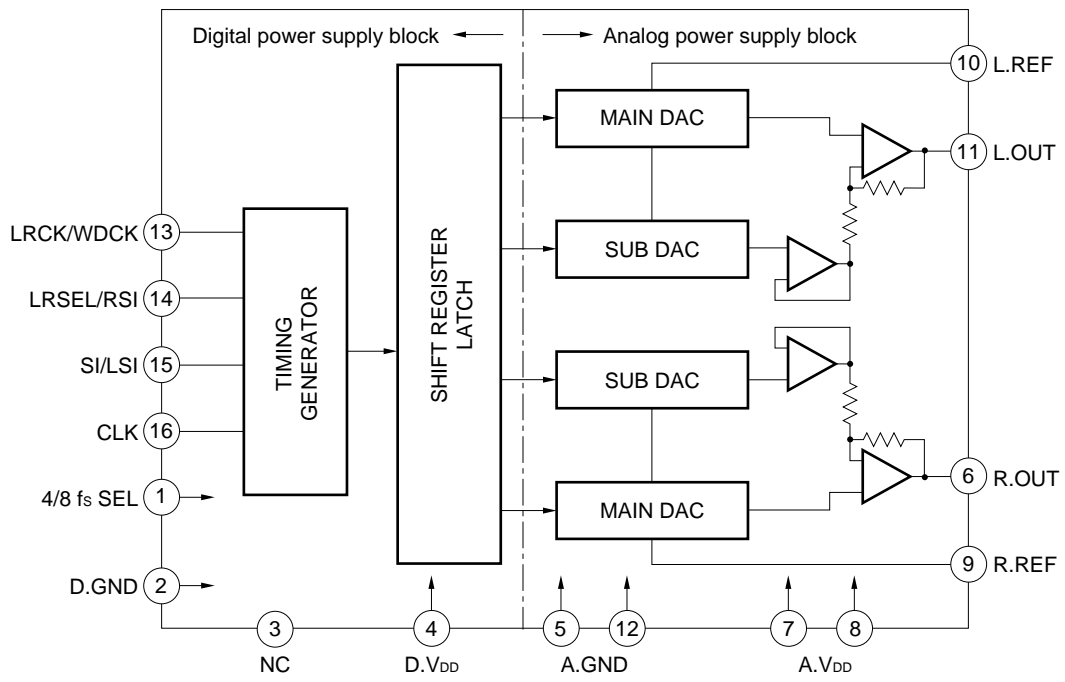 Digital power supply block
Analog power supply block
10 L.REF
MAIN DAC
11 L.OUT
LRCK/WDCK 13
SUB DAC
LRSEL/RSI 14
TIMING
GENERATOR
SHIFT REGISTER
LATCH
SI/LSI 15
SUB DAC
CLK 16
6 R.OUT
4/8 fs SEL 1
MAIN DAC
9 R.REF
D.GND 2
3
4
5
12
7
8
NC
D.VDD
A.GND
A.VDD